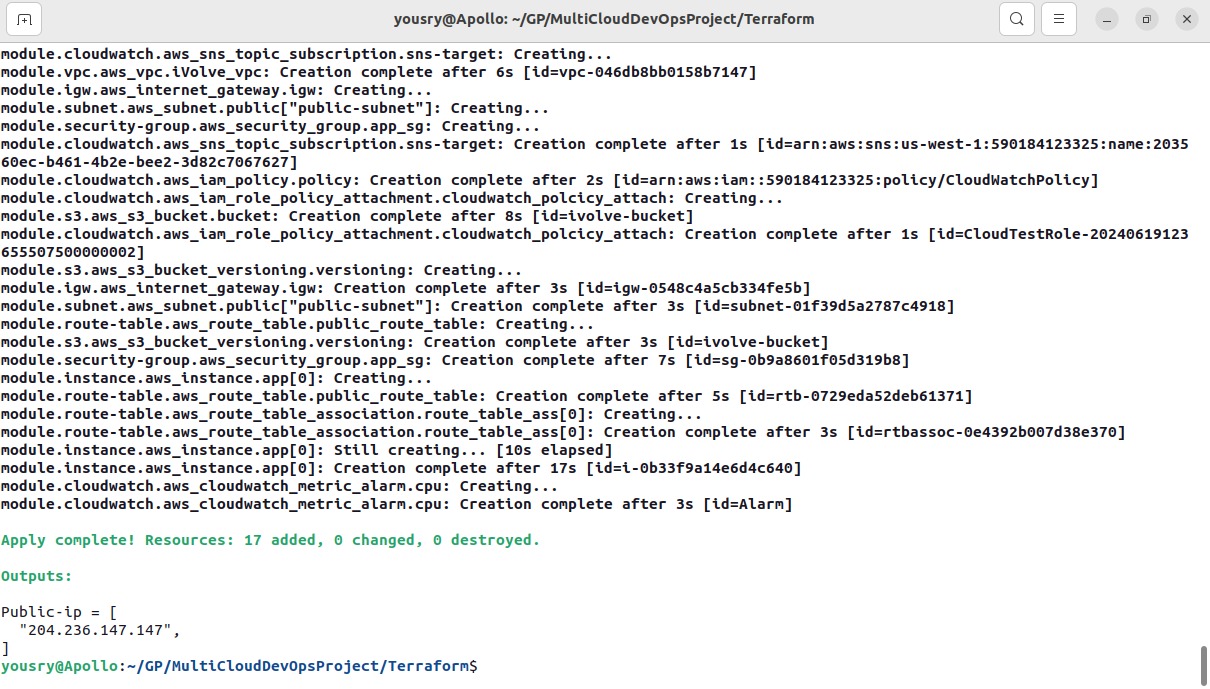 yousry@Apollo: ~/GP/MultiCloudDevOpsProject/Terraform
module.cloudwatch.aws_sns_topic_subscription.sns-target: Creating...
module.vpc.aws_vpc.iVolve_vpc: Creation complete after 6s [id=vpc-046db8bb0158b7147]
module.igw.aws_internet_gateway.igw: Creating...
module.subnet.aws_subnet.public["public-subnet"]: Creating...
module.security-group.aws_security_group.app_sg: Creating...
module.cloudwatch.aws_sns_topic_subscription.sns-target: Creation complete after 1s [id=arn:aws:sns:us-west-1:590184123325:name:2035
60ec-b461-4b2e-bee2-3d82c7067627]
module.cloudwatch.aws_iam_policy.policy: Creation complete after 2s [id=arn:aws:iam::590184123325:policy/CloudWatchPolicy]
module.cloudwatch.aws_iam_role_policy_attachment.cloudwatch_polcicy_attach: Creating...
module.s3.aws_s3_bucket.bucket: Creation complete after 8s [id=ivolve-bucket]
module.cloudwatch.aws_iam_role_policy_attachment.cloudwatch_polcicy_attach: Creation complete after 1s [id=CloudTestRole-20240619123
655507500000002]
module.s3.aws_s3_bucket_versioning.versioning: Creating...
module.igw.aws_internet_gateway.igw: Creation complete after 3s [id=igw-0548c4a5cb334fe5b]
module.subnet.aws_subnet.public["public-subnet"]: Creation complete after 3s [id=subnet-01f39d5a2787c4918]
module.route-table.aws_route_table.public_route_table: Creating...
module.s3.aws_s3_bucket_versioning.versioning: Creation complete after 3s [id=ivolve-bucket]
module.security-group.aws_security_group.app_sg: Creation complete after 7s [id=sg-0b9a8601f05d319b8]
module.instance.aws_instance.app[0]: Creating...
module.route-table.aws_route_table.public_route_table: Creation complete after 5s [id=rtb-0729eda52deb61371]
module.route-table.aws_route_table_association.route_table_ass[0]: Creating...
module.route-table.aws_route_table_association.route_table_ass[0]: Creation complete after 3s [id=rtbassoc-0e4392b007d38e370]
module.instance.aws_instance.app[0]: Still creating... [10s elapsed]
module.instance.aws_instance.app[0]: Creation complete after 17s [id=i-0b33f9a14e6d4c640]
module.cloudwatch.aws_cloudwatch_metric_alarm.cpu: Creating...
module.cloudwatch.aws_cloudwatch_metric_alarm.cpu: Creation complete after 3s [id=Alarm]
Apply complete! Resources: 17 added, 0 changed, 0 destroyed.
Outputs:
Public-ip = [
  "204.236.147.147",
]
yousry@Apollo:~/GP/MultiCloudDevOpsProject/Terraform$